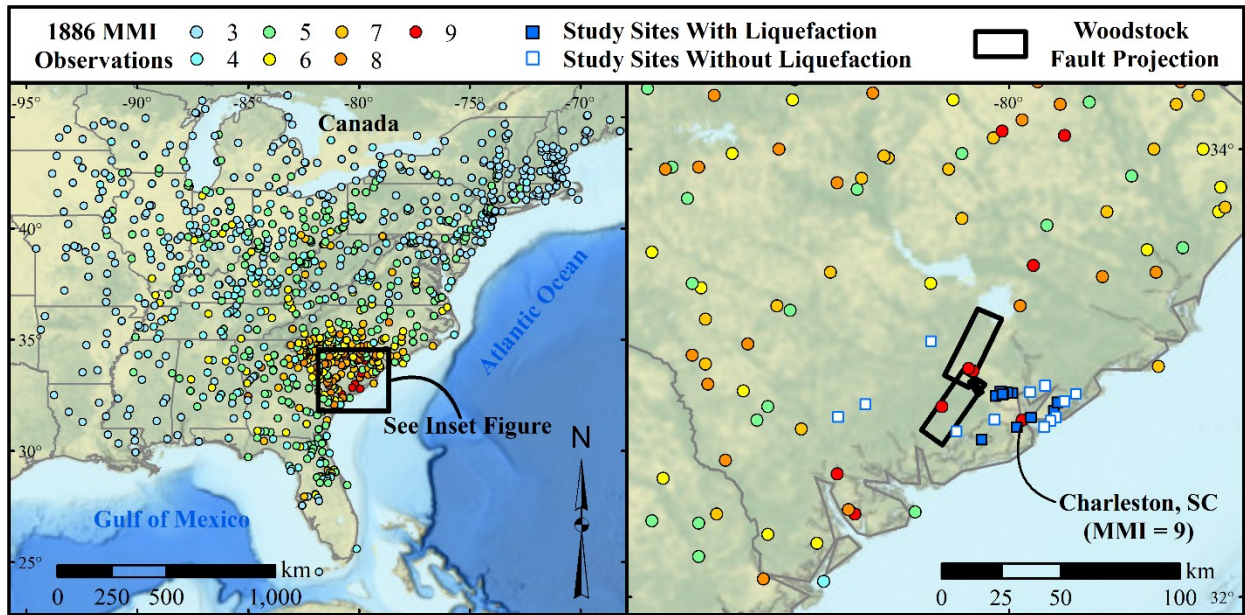 1886 MMI
Observations
3 5 7 9
4 6 8
Study Sites With Liquefaction
Study Sites Without Liquefaction
Woodstock
Fault Projection
-95° -90° -85° -80° -75° -70°
Canada
40°
35°
30°
25°
Atlantic Ocean
See Inset Figure
N
Gulf of Mexico
km
0 250 500 1,000
-80°
34°
Charleston, SC
(MMI = 9)
km
0 25 50 100
32°